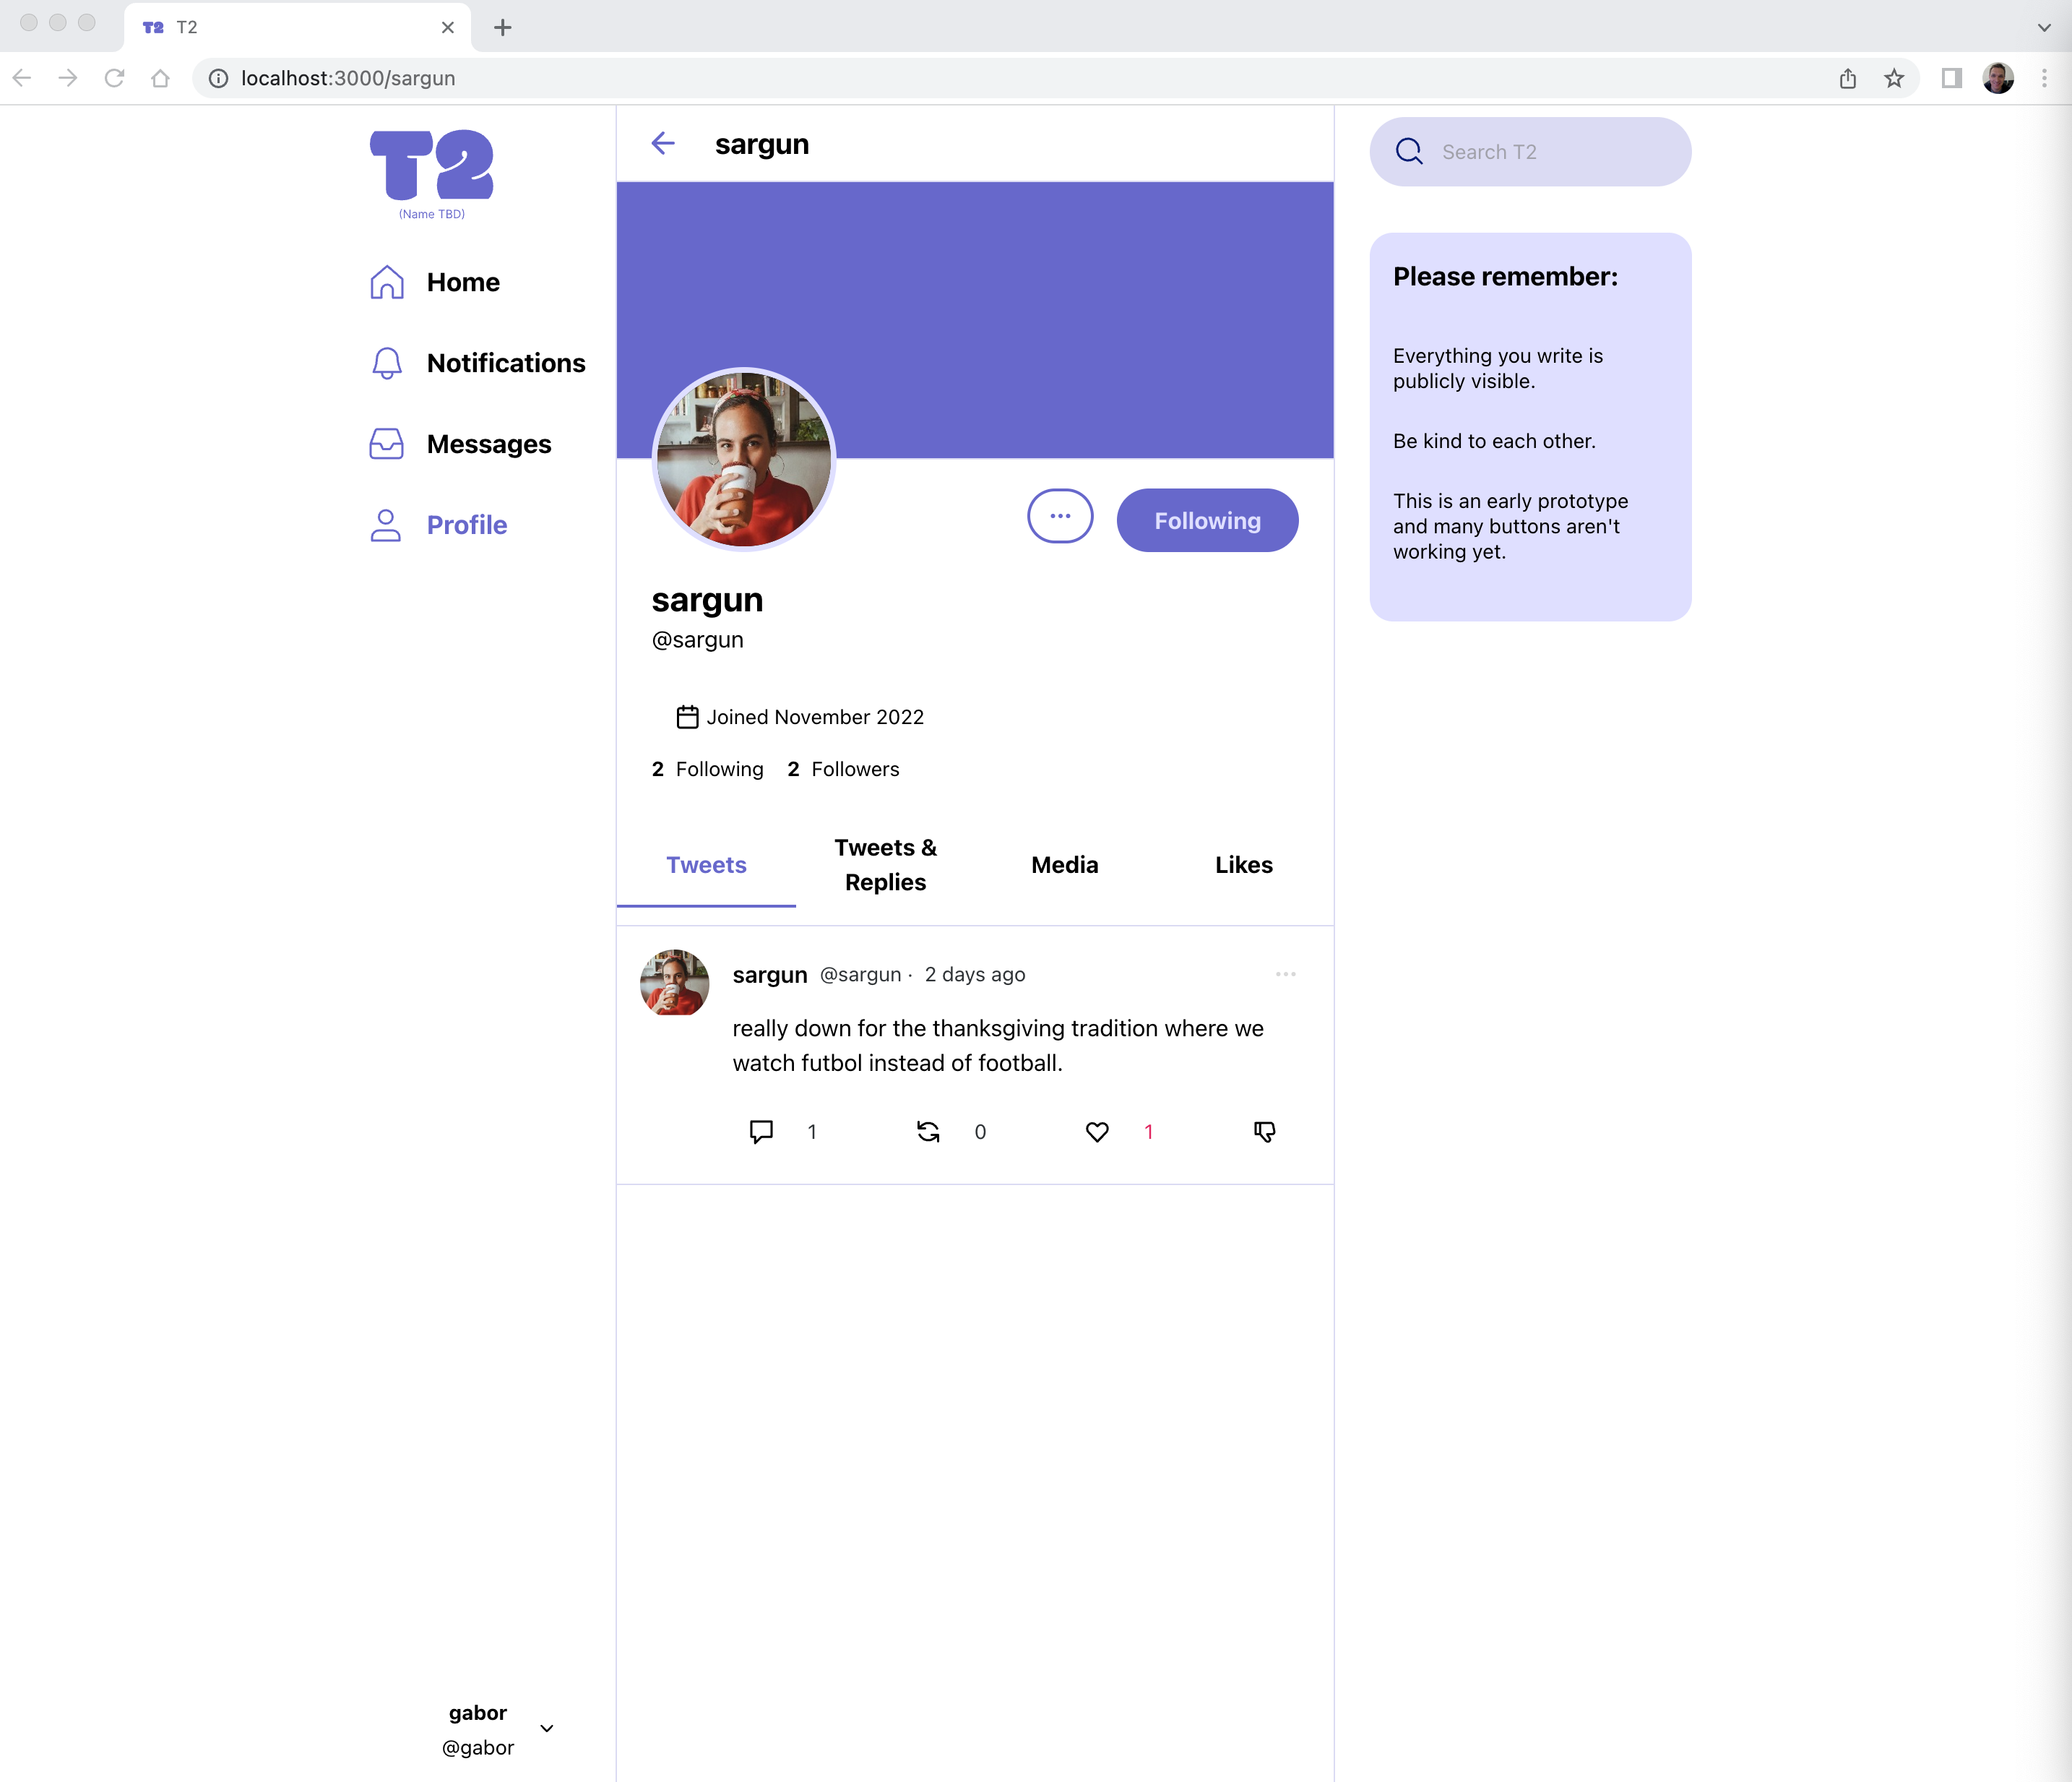 T2
localhost:3000/sargun
T2
(Name TBD)
Home
Notifications
Messages
Profile
gabor
@gabor
sargun
Following
sargun
@sargun
Joined November 2022
2 Following 2 Followers
Tweets
Tweets &
Replies
Media
Likes
sargun @sargun · 2 days ago
really down for the thanksgiving tradition where we
watch futbol instead of football.
1 0 1
Search T2
Please remember:
Everything you write is
publicly visible.
Be kind to each other.
This is an early prototype
and many buttons aren't
working yet.